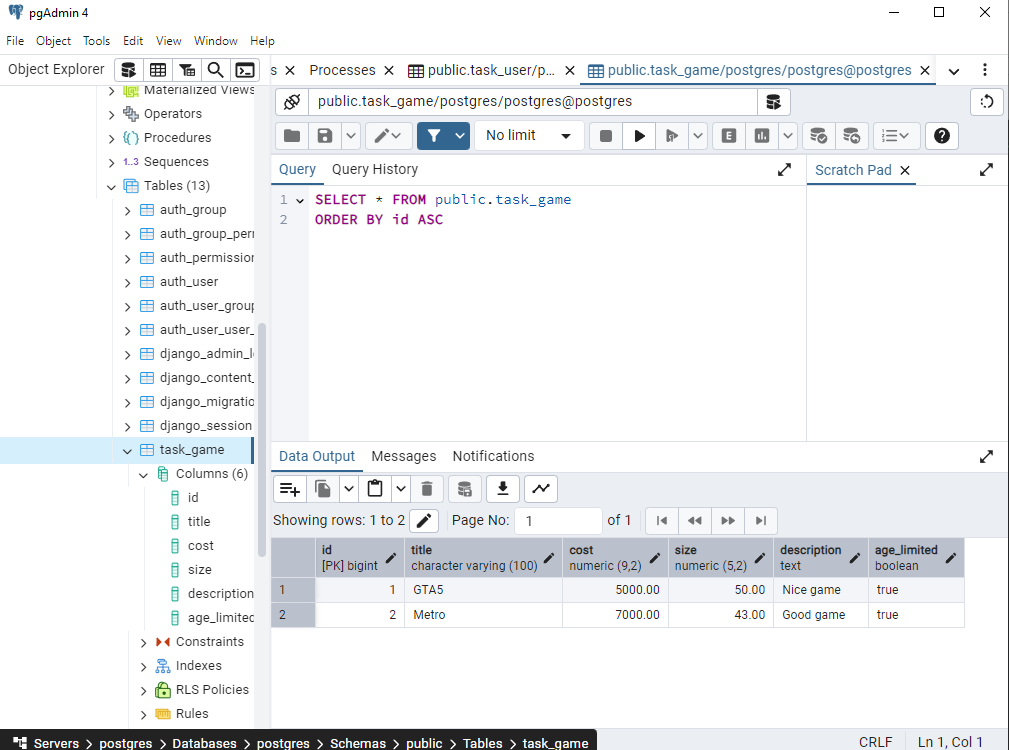 pgAdmin 4
File Object Tools Edit View Window Help
Object Explorer
s
Processes
public.task_user/p...
public.task_game/postgres/postgres@postgres
public.task_game/postgres/postgres@postgres
No limit
E
Query Query History
Scratch Pad
1 SELECT * FROM public.task_game
2 ORDER BY id ASC
Materialized Views
Operators
Procedures
1..3 Sequences
Tables (13)
auth_group
auth_group_per
auth_permission
auth_user
auth_user_group
auth_user_user_
django_admin_l
django_content_
django_migratio
django_session
task_game
Columns (6)
id
title
cost
size
description
age_limited
Constraints
Indexes
RLS Policies
Rules
Data Output Messages Notifications
Showing rows: 1 to 2 Page No: 1 of 1
id title cost size description age_limited
[PK] bigint character varying (100) numeric (9,2) numeric (5,2) text boolean
1 1 GTA5 5000.00 50.00 Nice game true
2 2 Metro 7000.00 43.00 Good game true
Servers > postgres > Databases > postgres > Schemas > public > Tables > task_game
CRLF Ln 1, Col 1